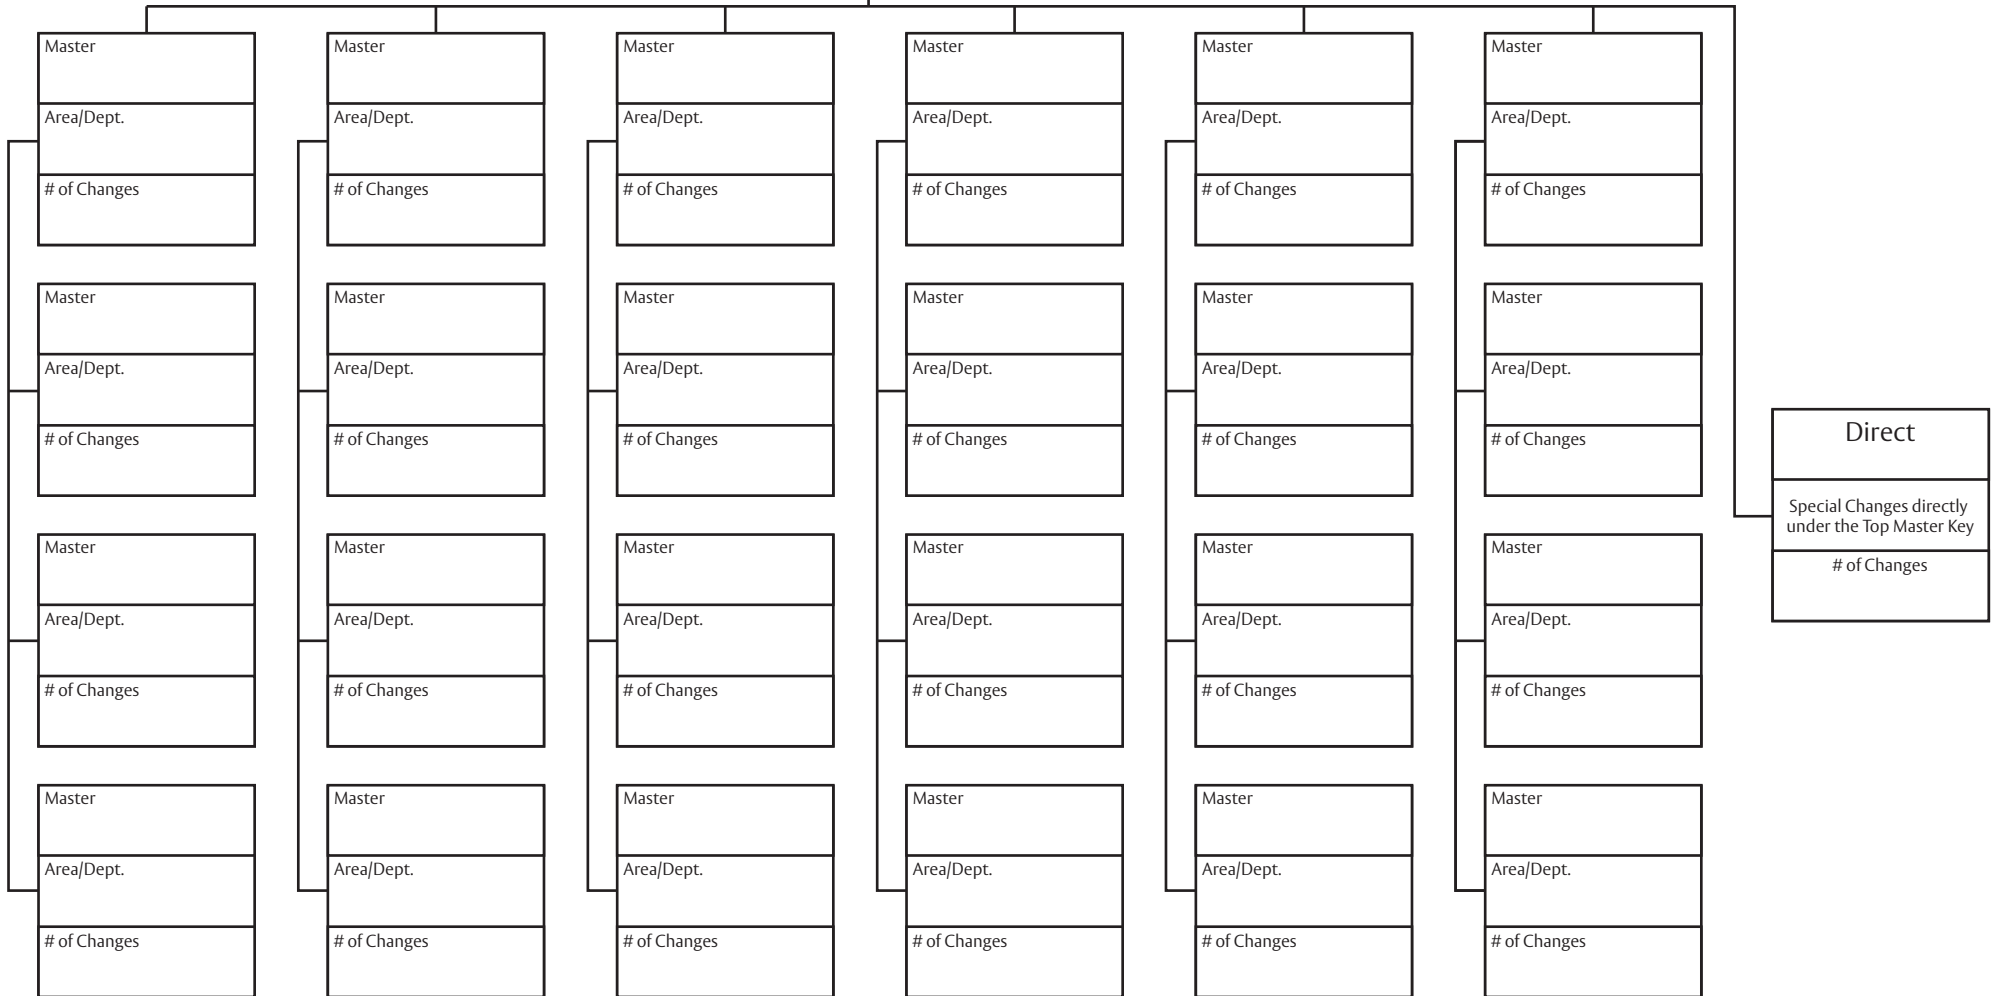 Master
Master
Master
Master
Master
Master
Area/Dept.
Area/Dept.
Area/Dept.
Area/Dept.
Area/Dept.
Area/Dept.
# of Changes
# of Changes
# of Changes
# of Changes
# of Changes
# of Changes
Master
Master
Master
Master
Master
Master
Area/Dept.
Area/Dept.
Area/Dept.
Area/Dept.
Area/Dept.
Area/Dept.
# of Changes
# of Changes
# of Changes
# of Changes
# of Changes
# of Changes
Direct
Special Changes directly
under the Top Master Key
# of Changes
Master
Master
Master
Master
Master
Master
Area/Dept.
Area/Dept.
Area/Dept.
Area/Dept.
Area/Dept.
Area/Dept.
# of Changes
# of Changes
# of Changes
# of Changes
# of Changes
# of Changes
Master
Master
Master
Master
Master
Master
Area/Dept.
Area/Dept.
Area/Dept.
Area/Dept.
Area/Dept.
Area/Dept.
# of Changes
# of Changes
# of Changes
# of Changes
# of Changes
# of Changes